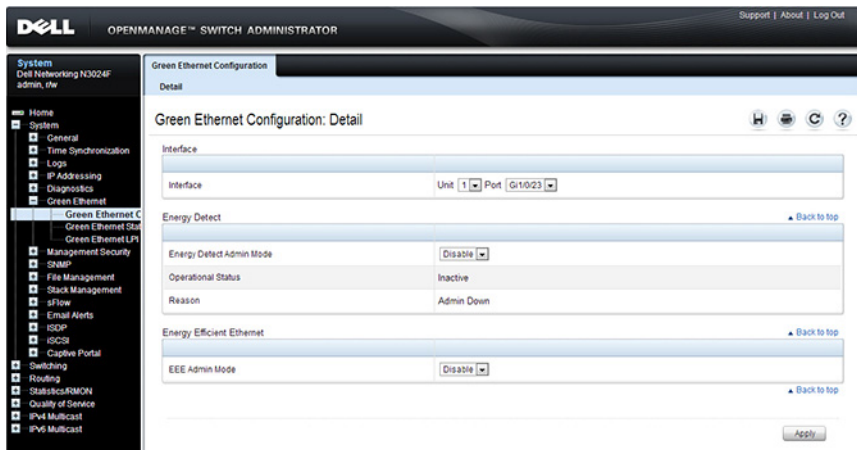 Support | About | Log Out
DELL OPENMANAGE™ SWITCH ADMINISTRATOR
System
Dell Networking N3024F
admin, r/w
Home
System
General
Time Synchronization
Logs
IP Addressing
Diagnostics
Green Ethernet
Green Ethernet C
Green Ethernet Stat
Green Ethernet LPI
Management Security
SNMP
File Management
Stack Management
sFlow
Email Alerts
ISDP
iSCSI
Captive Portal
Switching
Routing
Statistics/RMON
Quality of Service
IPv4 Multicast
IPv6 Multicast
Green Ethernet Configuration
Detail
Green Ethernet Configuration: Detail
Interface
Interface Unit 1 Port Gi1/0/23
Energy Detect Back to top
Energy Detect Admin Mode Disable
Operational Status Inactive
Reason Admin Down
Energy Efficient Ethernet Back to top
EEE Admin Mode Disable
Back to top
Apply